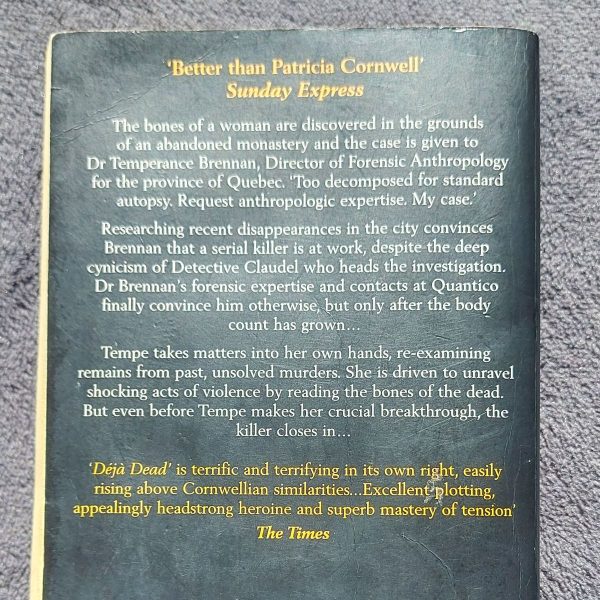 'Better than Patricia Cornwell'
Sunday Express
The bones of a woman are discovered in the grounds
of an abandoned monastery and the case is given to
Dr Temperance Brennan, Director of Forensic Anthropology
for the province of Quebec. 'Too decomposed for standard
autopsy. Request anthropologic expertise. My case.'
Researching recent disappearances in the city convinces
Brennan that a serial killer is at work, despite the deep
cynicism of Detective Claudel who heads the investigation.
Dr Brennan's forensic expertise and contacts at Quantico
finally convince him otherwise, but only after the body
count has grown...
Tempe takes matters into her own hands, re-examining
remains from past, unsolved murders. She is driven to unravel
shocking acts of violence by reading the bones of the dead.
But even before Tempe makes her crucial breakthrough, the
killer closes in...
'Déjà Dead' is terrific and terrifying in its own right, easily
rising above Cornwellian similarities...Excellent plotting,
appealingly headstrong heroine and superb mastery of tension'
The Times